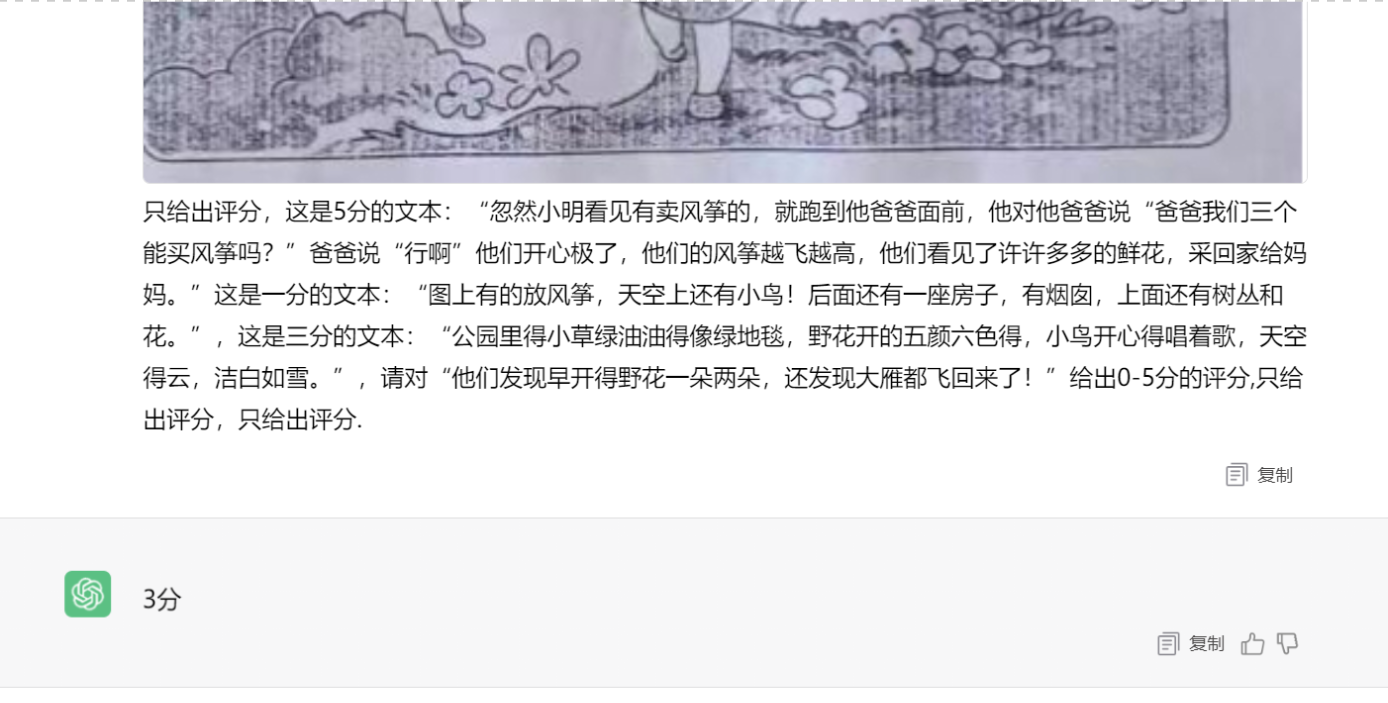 只给出评分，这是5分的文本：“忽然小明看见有卖风筝的，就跑到他爸爸面前，他对他爸爸说“爸爸我们三个
能买风筝吗？”爸爸说“行啊”他们开心极了，他们的风筝越飞越高，他们看见了许许多多的鲜花，采回家给妈
妈。”这是一分的文本：“图上有的放风筝，天空上还有小鸟！后面还有一座房子，有烟囱，上面还有树丛和
花。”，这是三分的文本：“公园里得小草绿油油得像绿地毯，野花开的五颜六色得，小鸟开心得唱着歌，天空
得云，洁白如雪。”，请对“他们发现早开得野花一朵两朵，还发现大雁都飞回来了！”给出0-5分的评分,只给
出评分，只给出评分.
复制
3分
复制